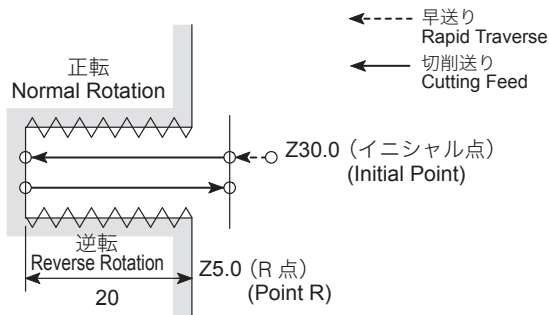 早送り
Rapid Traverse
切削送り
Cutting Feed
正転
Normal Rotation
Z30.0（イニシャル点）
(Initial Point)
逆転
Reverse Rotation
Z5.0（R 点）
(Point R)
20